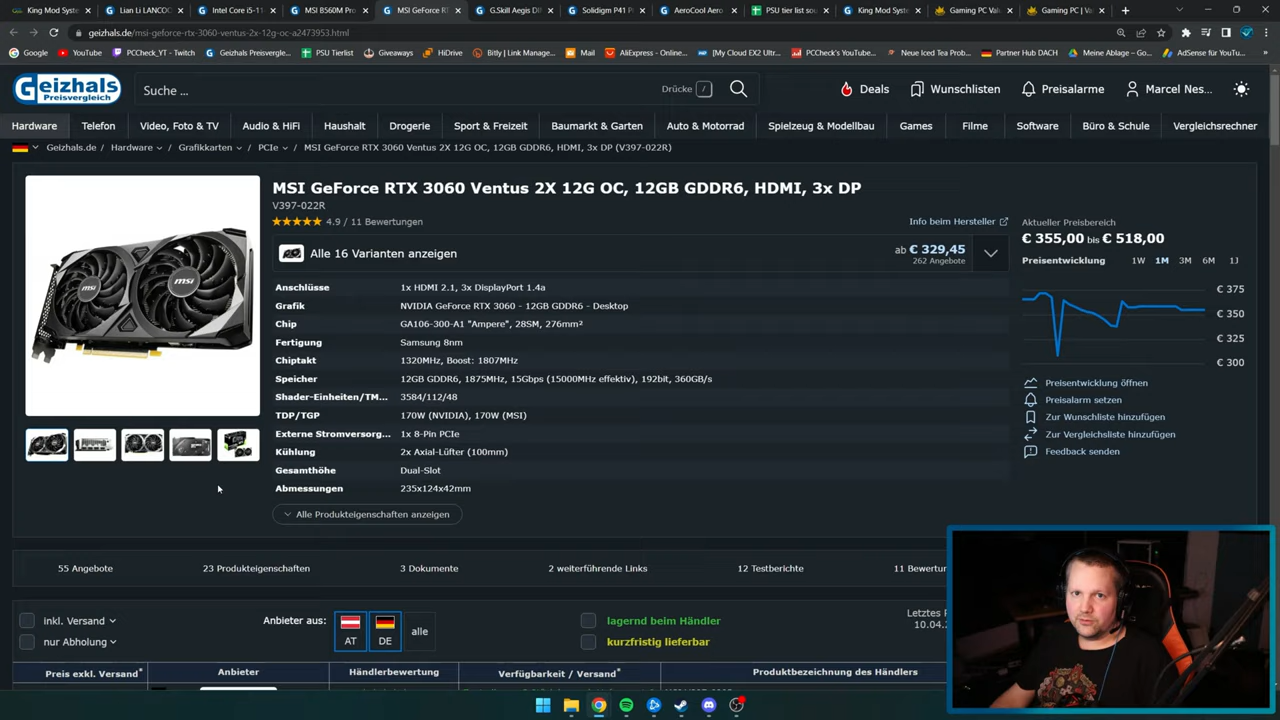 King Mod Syste
Lian Li LANCOO
Intel Core i5-11
MSI B560M Pro
MSI GeForce RT
G.Skill Aegis DI
Solidigm P41 Pl
AeroCool Aero
PSU tier list
King Mod Syste
Gaming PC Valu
Gaming PC | Va
geizhals.de/msi-geforce-rtx-3060-ventus-2x-12g-oc-a2473953.html
Google
YouTube
PCCheck_YT - Twitch
Geizhals Preisvergle...
PSU Tierlist
Giveaways
HiDrive
Bitly | Link Manage...
Mail
AliExpress - Online...
[My Cloud EX2 Ultr...
PCCheck's YouTube...
Neue Iced Tea Prob...
Partner Hub DACH
Meine Ablage – Go...
AdSense für YouTu...
Geizhals
Preisvergleich
Suche ...
Drücke /
Deals
Wunschlisten
Preisalarme
Marcel Nes...
Hardware
Telefon
Video, Foto & TV
Audio & HiFi
Haushalt
Drogerie
Sport & Freizeit
Baumarkt & Garten
Auto & Motorrad
Spielzeug & Modellbau
Games
Filme
Software
Büro & Schule
Vergleichsrechner
Geizhals.de / Hardware / Grafikkarten / PCIe / MSI GeForce RTX 3060 Ventus 2X 12G OC, 12GB GDDR6, HDMI, 3x DP (V397-022R)
MSI GeForce RTX 3060 Ventus 2X 12G OC, 12GB GDDR6, HDMI, 3x DP
V397-022R
4.9 / 11 Bewertungen
Info beim Hersteller
Alle 16 Varianten anzeigen
ab € 329,45
262 Angebote
Anschlüsse 1x HDMI 2.1, 3x DisplayPort 1.4a
Grafik NVIDIA GeForce RTX 3060 - 12GB GDDR6 - Desktop
Chip GA106-300-A1 "Ampere", 28SM, 276mm²
Fertigung Samsung 8nm
Chiptakt 1320MHz, Boost: 1807MHz
Speicher 12GB GDDR6, 1875MHz, 15Gbps (15000MHz effektiv), 192bit, 360GB/s
Shader-Einheiten/TM... 3584/112/48
TDP/TGP 170W (NVIDIA), 170W (MSI)
Externe Stromversorg... 1x 8-Pin PCIe
Kühlung 2x Axial-Lüfter (100mm)
Gesamthöhe Dual-Slot
Abmessungen 235x124x42mm
Alle Produkteigenschaften anzeigen
Aktueller Preisbereich
€ 355,00 bis € 518,00
Preisentwicklung 1W 1M 3M 6M 1J
€ 375
€ 350
€ 325
€ 300
Preisentwicklung öffnen
Preisalarm setzen
Zur Wunschliste hinzufügen
Zur Vergleichsliste hinzufügen
Feedback senden
msi
msi
55 Angebote
23 Produkteigenschaften
3 Dokumente
2 weiterführende Links
12 Testberichte
11 Bewertun
inkl. Versand
nur Abholung
Anbieter aus:
AT
DE
alle
lagernd beim Händler
kurzfristig lieferbar
Letztes
10.04.
Preis exkl. Versand*
Anbieter
Händlerbewertung
Verfügbarkeit / Versand*
Produktbezeichnung des Händlers